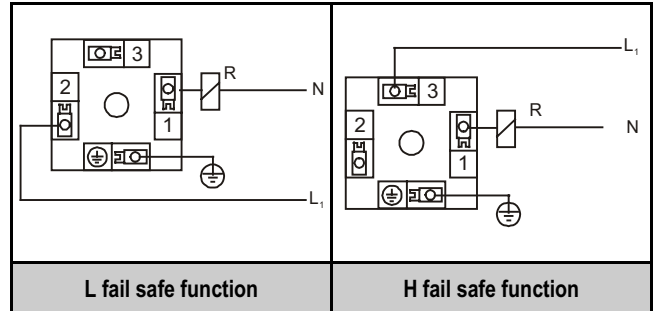 3
R
2
N
1
L₁
L fail safe function
L₁
3
R
2
N
1
H fail safe function